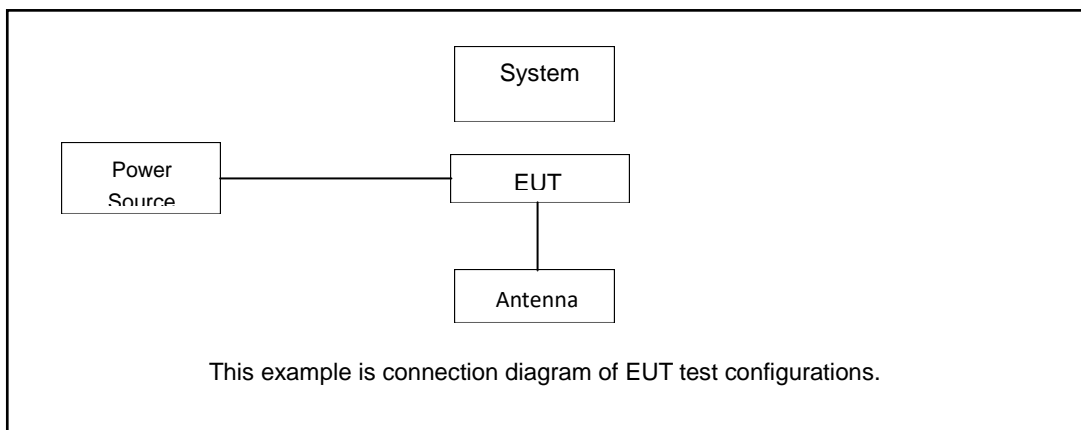 System
Power
Source
EUT
Antenna
This example is connection diagram of EUT test configurations.